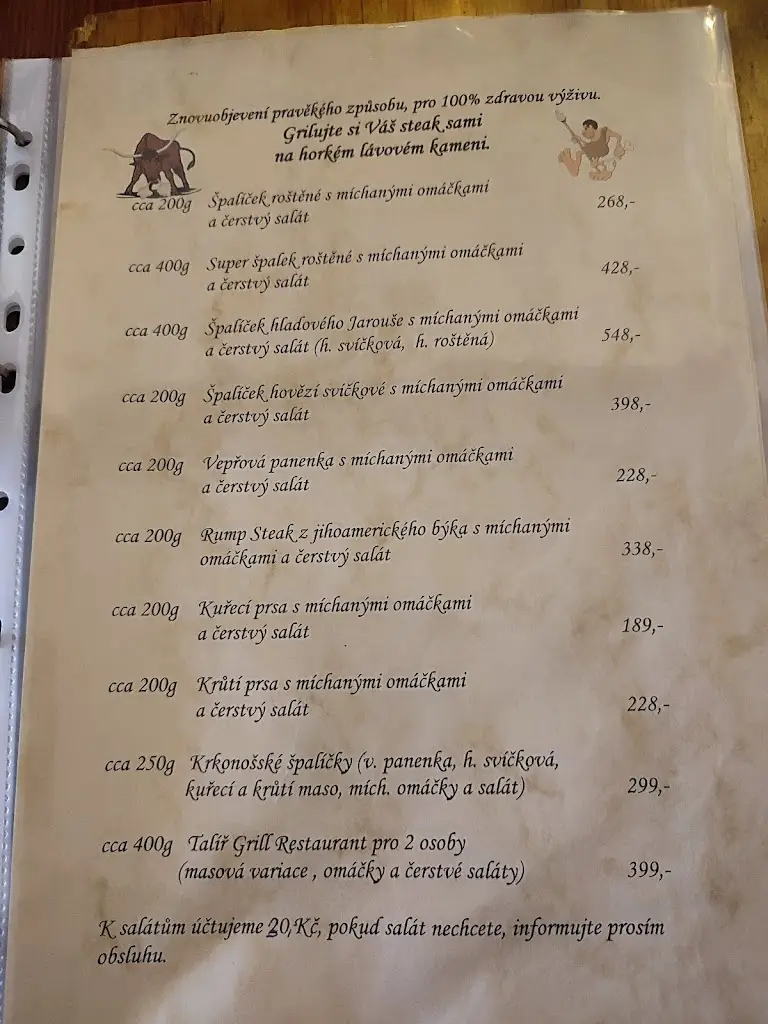 Znovuobjevení pravěkého způsobu, pro 100% zdravou výživu.
Grilujte si Váš steak sami
na horkém lávovém kameni.
cca 200g Špalíček roštěné s míchanými omáčkami
a čerstvý salát 268,-
cca 400g Super špalek roštěné s míchanými omáčkami
a čerstvý salát 428,-
cca 400g Špalíček hladového Jarouše s míchanými omáčkami
a čerstvý salát (h. svíčková, h. roštěná) 548,-
cca 200g Špalíček hovězí svíčkové s míchanými omáčkami
a čerstvý salát 398,-
cca 200g Vepřová panenka s míchanými omáčkami
a čerstvý salát 228,-
cca 200g Rump Steak z jihoamerického býka s míchanými
omáčkami a čerstvý salát 338,-
cca 200g Kuřecí prsa s míchanými omáčkami
a čerstvý salát 189,-
cca 200g Krůtí prsa s míchanými omáčkami
a čerstvý salát 228,-
cca 250g Krkonošské špalíčky (v. panenka, h. svíčková,
kuřecí a krůtí maso, mích. omáčky a salát) 299,-
cca 400g Talíř Grill Restaurant pro 2 osoby
(masová variace , omáčky a čerstvé saláty) 399,-
K salátům účtujeme 20,Kč, pokud salát nechcete, informujte prosím
obsluhu.